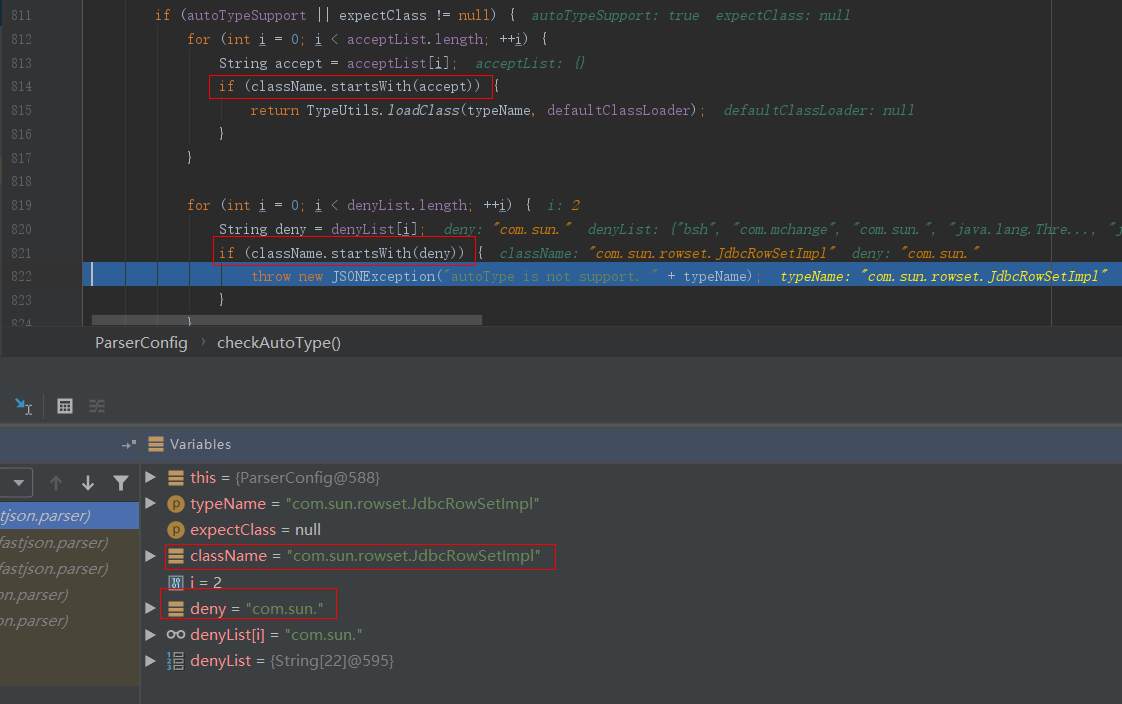 811 if (autoTypeSupport || expectClass != null) { autoTypeSupport: true expectClass: null
812 for (int i = 0; i < acceptList.length; ++i) {
813 String accept = acceptList[i]; acceptList: {}
814 if (className.startsWith(accept)) {
815 return TypeUtils.loadClass(typeName, defaultClassLoader); defaultClassLoader: null
816 }
817 }
818
819 for (int i = 0; i < denyList.length; ++i) { i: 2
820 String deny = denyList[i]; deny: "com.sun." denyList: {"bsh", "com.mchange", "com.sun.", "java.lang.Thre..., "j
821 if (className.startsWith(deny)) { className: "com.sun.rowset.JdbcRowSetImpl" deny: "com.sun."
822 throw new JSONException("autoType is not support. " + typeName); typeName: "com.sun.rowset.JdbcRowSetImpl"
823 }
824 }
ParserConfig › checkAutoType()
Variables
this = {ParserConfig@588}
typeName = "com.sun.rowset.JdbcRowSetImpl"
tjson.parser)
expectClass = null
fastjson.parser)
className = "com.sun.rowset.JdbcRowSetImpl"
fastjson.parser)
i = 2
on.parser)
deny = "com.sun."
on.parser)
denyList[i] = "com.sun."
denyList = {String[22]@595}